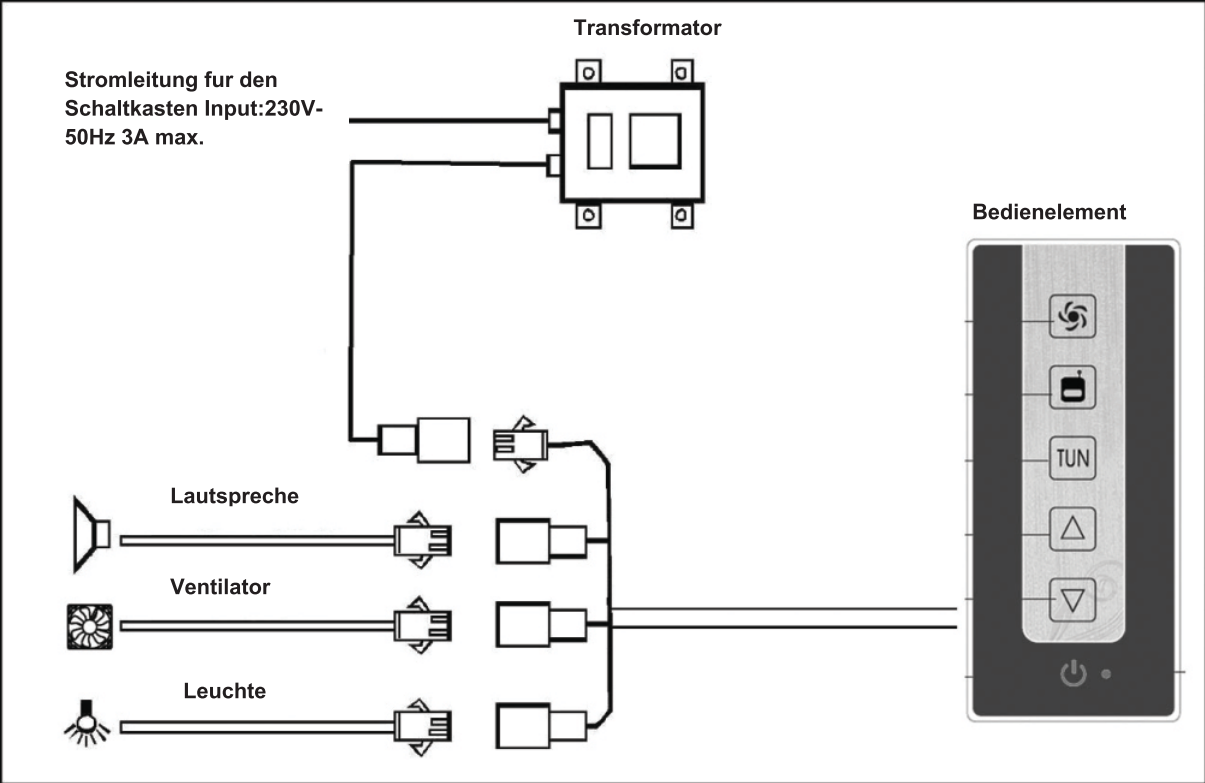 Transformator
Stromleitung fur den
Schaltkasten Input:230V-
50Hz 3A max.
Bedienelement
TUN
Lautspreche
Ventilator
Leuchte